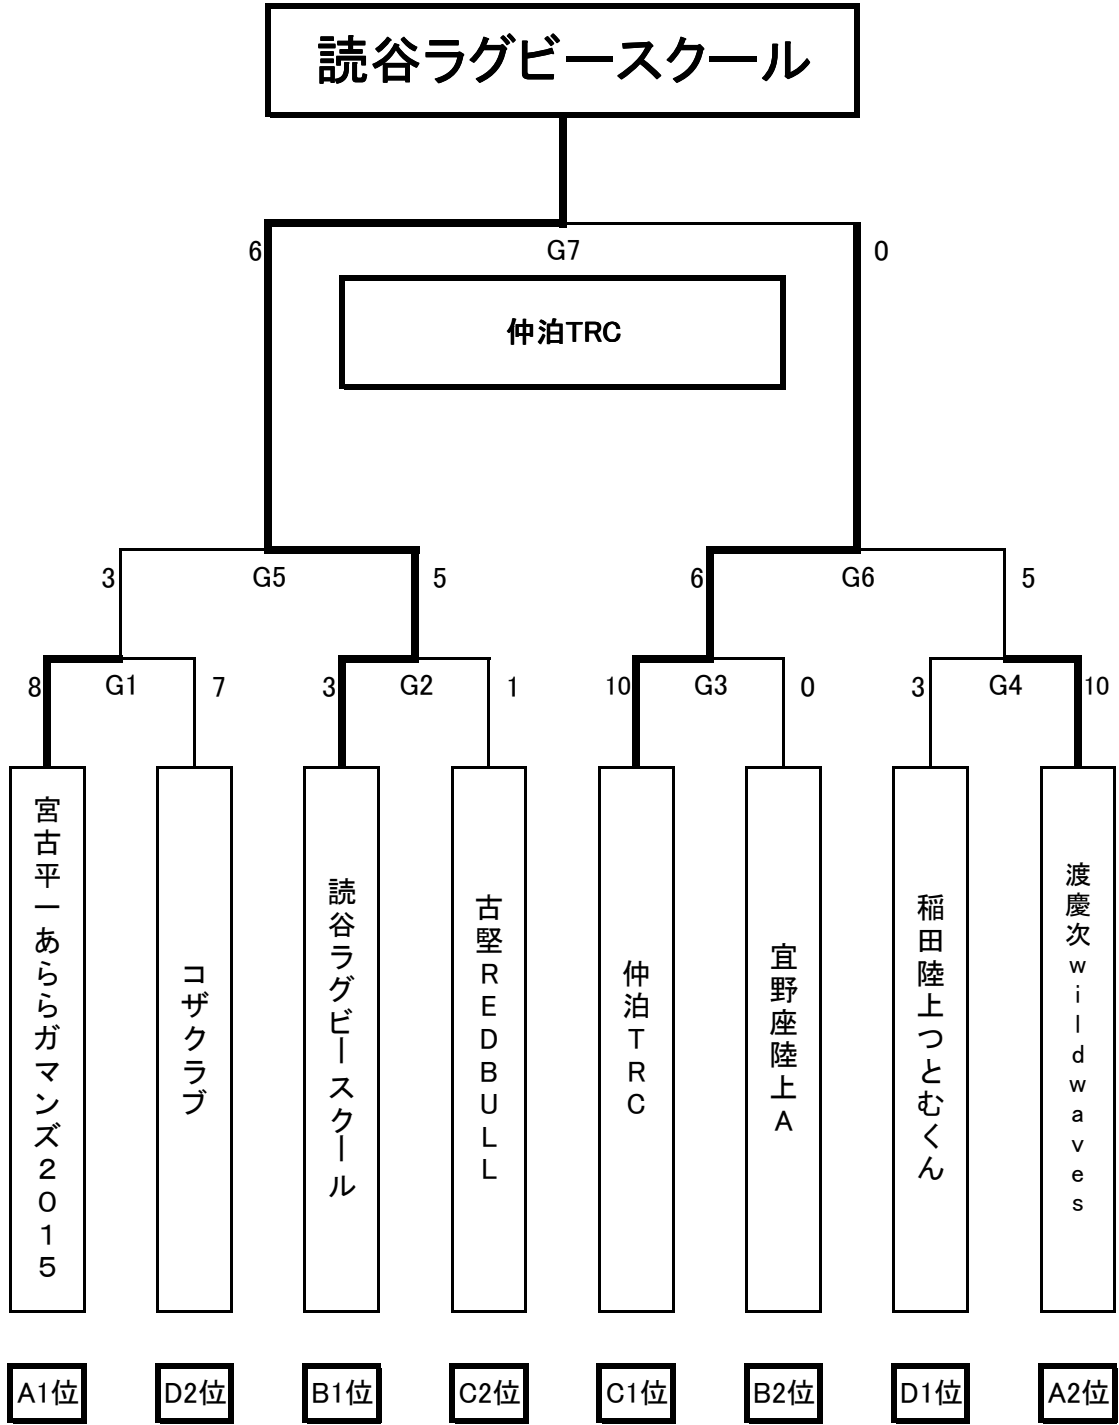 読谷ラグビースクール
6 G7 0
仲泊TRC
3 G5 5 6 G6 5
8 G1 7 3 G2 1 10 G3 0 3 G4 10
宮古平一あららガマンズ2015
コザクラブ
読谷ラグビースクール
古堅REDBULL
仲泊TRC
宜野座陸上A
稲田陸上つとむくん
渡慶次wildwaves
A1位 D2位 B1位 C2位 C1位 B2位 D1位 A2位